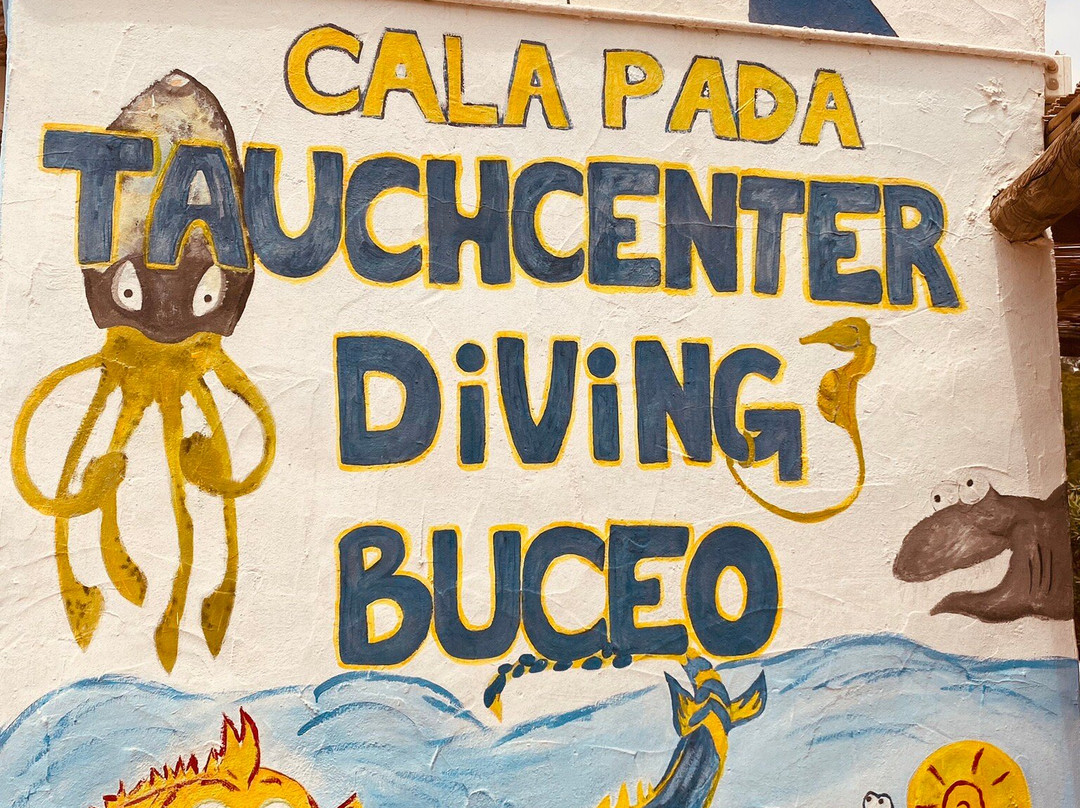 CALA PADA
TAUCHCENTER
DiViNG
BUCEO